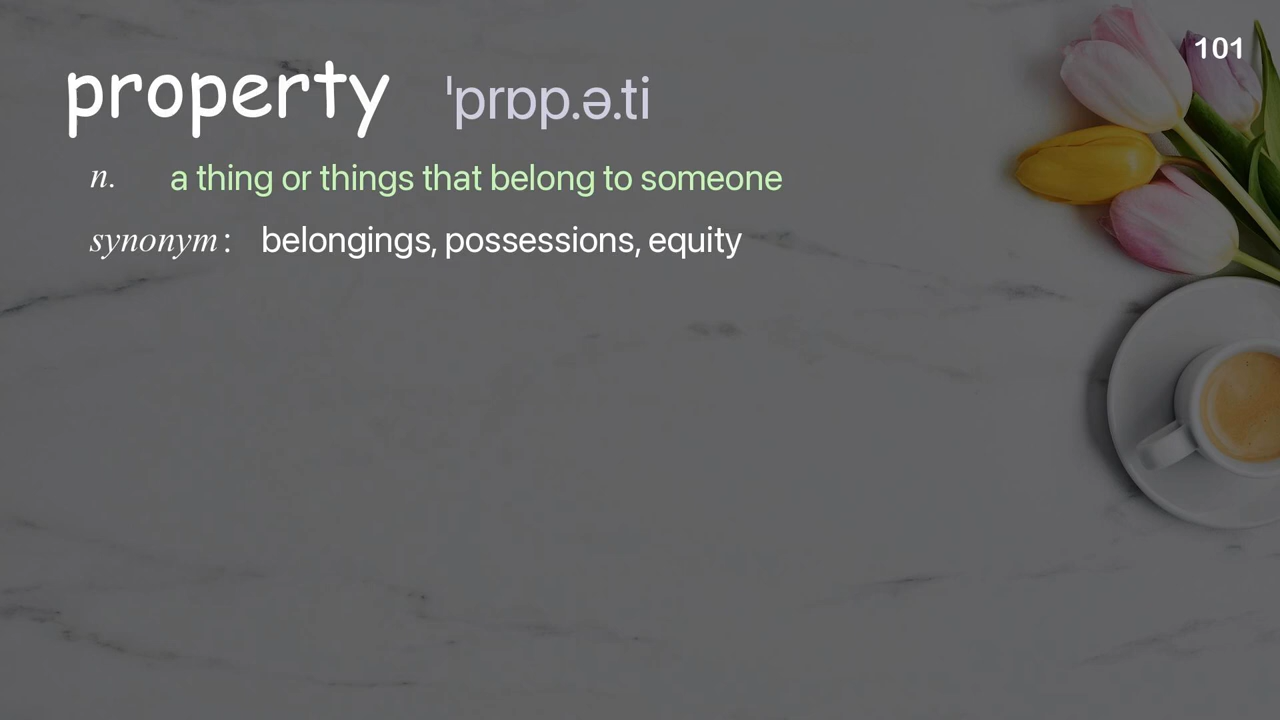 101
property ˈprɒp.ə.ti
n. a thing or things that belong to someone
synonym: belongings, possessions, equity